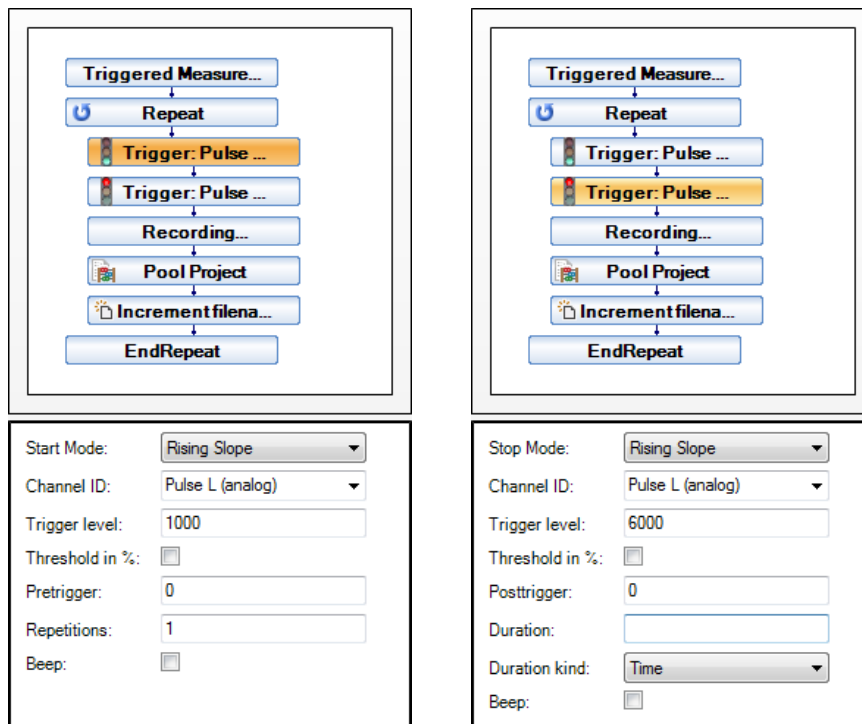 Triggered Measure...
Repeat
Trigger: Pulse ...
Trigger: Pulse ...
Recording...
Pool Project
Increment filena...
EndRepeat
Start Mode: Rising Slope
Channel ID: Pulse L (analog)
Trigger level: 1000
Threshold in %:
Pretrigger: 0
Repetitions: 1
Beep:
Triggered Measure...
Repeat
Trigger: Pulse ...
Trigger: Pulse ...
Recording...
Pool Project
Increment filena...
EndRepeat
Stop Mode: Rising Slope
Channel ID: Pulse L (analog)
Trigger level: 6000
Threshold in %:
Posttrigger: 0
Duration:
Duration kind: Time
Beep: